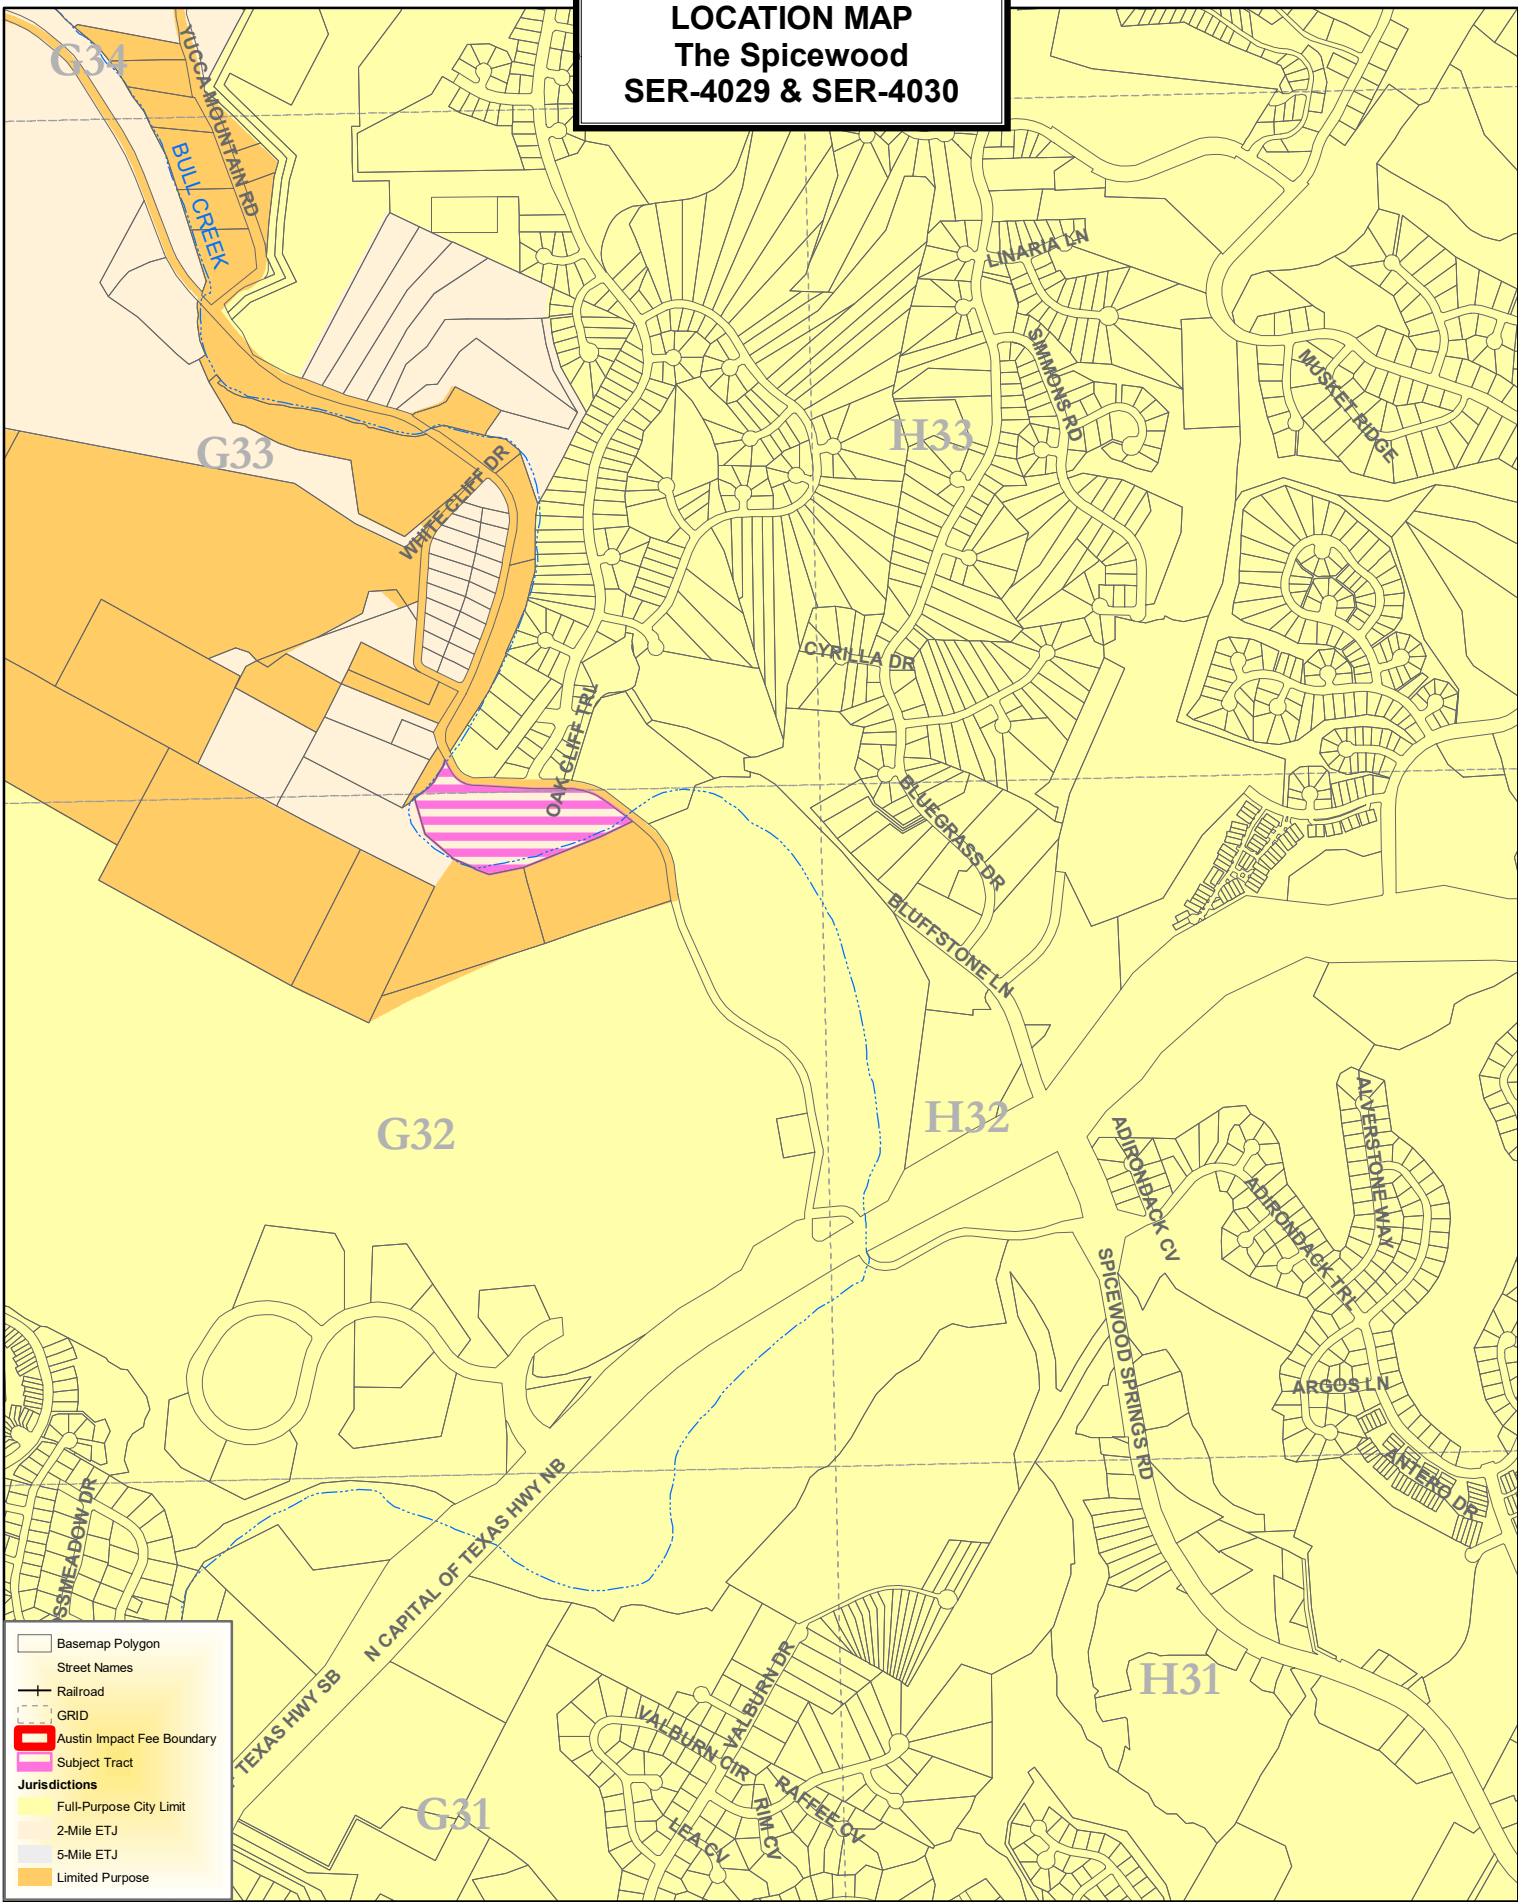 LOCATION MAP
The Spicewood
SER-4029 & SER-4030
G34
YUCCA MOUNTAIN RD
BULL CREEK
LINARIA LN
SIMMONS RD
MUSKET RIDGE
G33
H33
WHITE CLIFF DR
CYRILLA DR
OAK CLIFF TRL
BLUEGRASS DR
BLUFFSTONE LN
G32
H32
ADIRONDACK CV
ALVERSTONE WAY
ADIRONDACK TRL
SPICEWOOD SPRINGS RD
ARGOS LN
ANTERO DR
SSMEADOW DR
N CAPITAL OF TEXAS HWY NB
TEXAS HWY SB
VALBURN DR
VALBURN CIR
RAFFEE CV
RIM CV
LEA CV
H31
G31
Basemap Polygon
Street Names
Railroad
GRID
Austin Impact Fee Boundary
Subject Tract
Jurisdictions
Full-Purpose City Limit
2-Mile ETJ
5-Mile ETJ
Limited Purpose